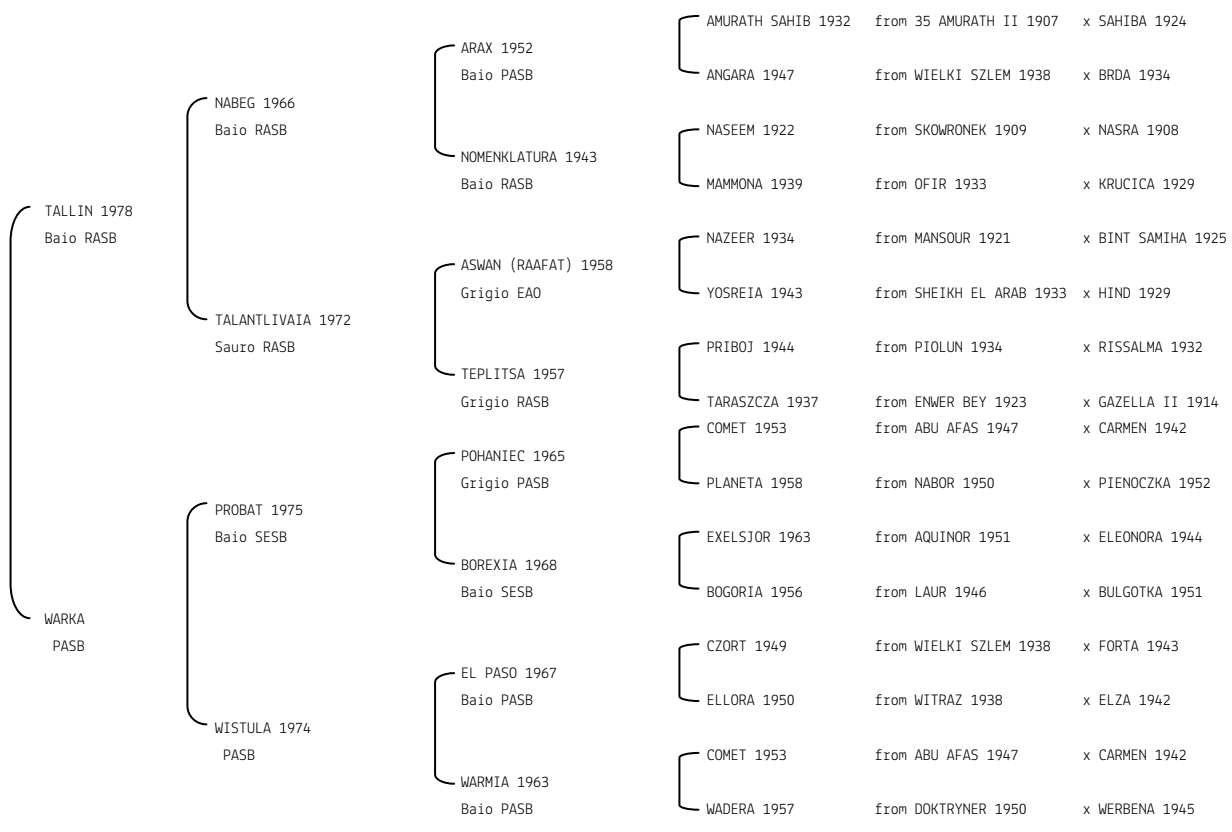 AMURATH SAHIB 1932 from 35 AMURATH II 1907 x SAHIBA 1924
ARAX 1952
Baio PASB
ANGARA 1947 from WIELKI SZLEM 1938 x BRDA 1934
NABEG 1966
Baio RASB
NASEEM 1922 from SKOWRONEK 1909 x NASRA 1908
NOMENKLATURA 1943
Baio RASB
MAMMONA 1939 from OFIR 1933 x KRUCICA 1929
TALLIN 1978
Baio RASB
NAZEER 1934 from MANSOUR 1921 x BINT SAMIHA 1925
ASWAN (RAAFAT) 1958
Grigio EAO
YOSREIA 1943 from SHEIKH EL ARAB 1933 x HIND 1929
TALANTLIVAIA 1972
Sauro RASB
PRIBOJ 1944 from PIOLUN 1934 x RISSALMA 1932
TEPLITSA 1957
Grigio RASB
TARASZCZA 1937 from ENWER BEY 1923 x GAZELLA II 1914
COMET 1953 from ABU AFAS 1947 x CARMEN 1942
POHANIEC 1965
Grigio PASB
PLANETA 1958 from NABOR 1950 x PIENOCZKA 1952
PROBAT 1975
Baio SESB
EXELSJOR 1963 from AQUINOR 1951 x ELEONORA 1944
BOREXIA 1968
Baio SESB
BOGORIA 1956 from LAUR 1946 x BULGOTKA 1951
WARKA
PASB
CZORT 1949 from WIELKI SZLEM 1938 x FORTA 1943
EL PASO 1967
Baio PASB
ELLORA 1950 from WITRAZ 1938 x ELZA 1942
WISTULA 1974
PASB
COMET 1953 from ABU AFAS 1947 x CARMEN 1942
WARMIA 1963
Baio PASB
WADERA 1957 from DOKTRYNER 1950 x WERBENA 1945